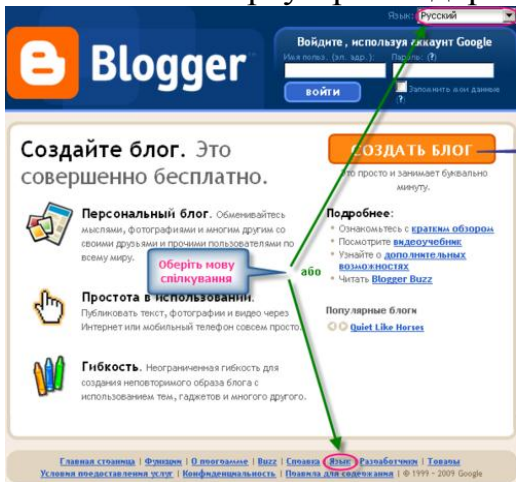 Язык: Русский
Войдите, используя аккаунт Google
Имя польз. (эл. адр.): Пароль: (?)
войти
Запомнить мои данные (?)
Blogger
Создайте блог. Это
совершенно бесплатно.
СОЗДАТЬ БЛОГ
Это просто и занимает буквально
минуту.
Персональный блог. Обменивайтесь
мыслями, фотографиями и многим другим со
своими друзьями и прочими пользователями по
всему миру.
Оберіть мову
спілкування
або
Простота в использовании.
Публиковать текст, фотографии и видео через
Интернет или мобильный телефон совсем просто.
Гибкость. Неограниченная гибкость для
создания неповторимого образа блога с
использованием тем, гаджетов и многого другого.
Подробнее:
Ознакомьтесь с кратким обзором
Посмотрите видеоучебник
Узнайте о дополнительных
возможностях
Читать Blogger Buzz
Популярные блоги
Quiet Like Horses
Главная страница | Функции | О программе | Buzz | Справка | Язык | Разработчики | Товары
Условия предоставления услуг | Конфиденциальность | Правила для содержания | © 1999 - 2009 Google